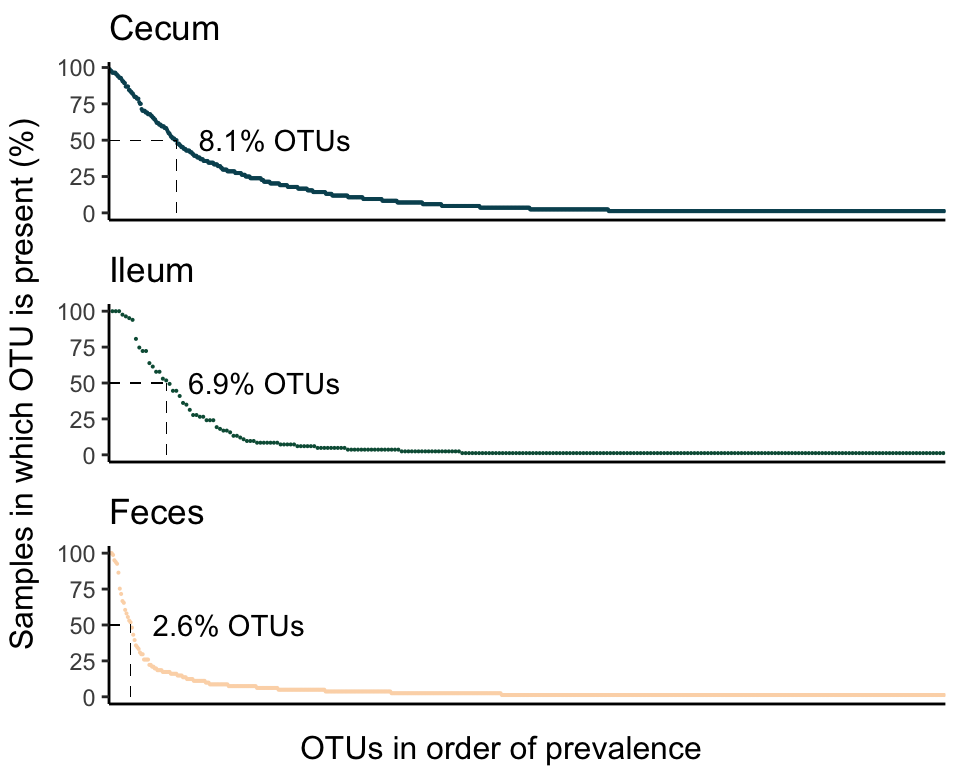 Cecum
100
75
50
25
0
8.1% OTUs
Ileum
100
75
50
25
0
6.9% OTUs
Feces
100
75
50
25
0
2.6% OTUs
Samples in which OTU is present (%)
OTUs in order of prevalence